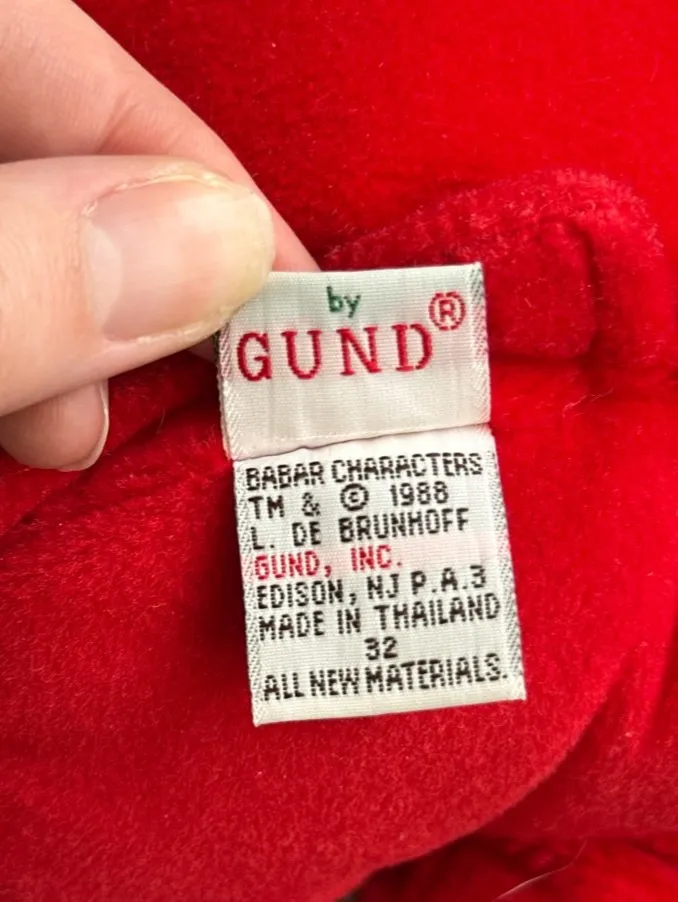 by
GUND®
BABAR CHARACTERS
TM & © 1988
L. DE BRUNHOFF
GUND, INC.
EDISON, NJ P.A.3
MADE IN THAILAND
32
ALL NEW MATERIALS.